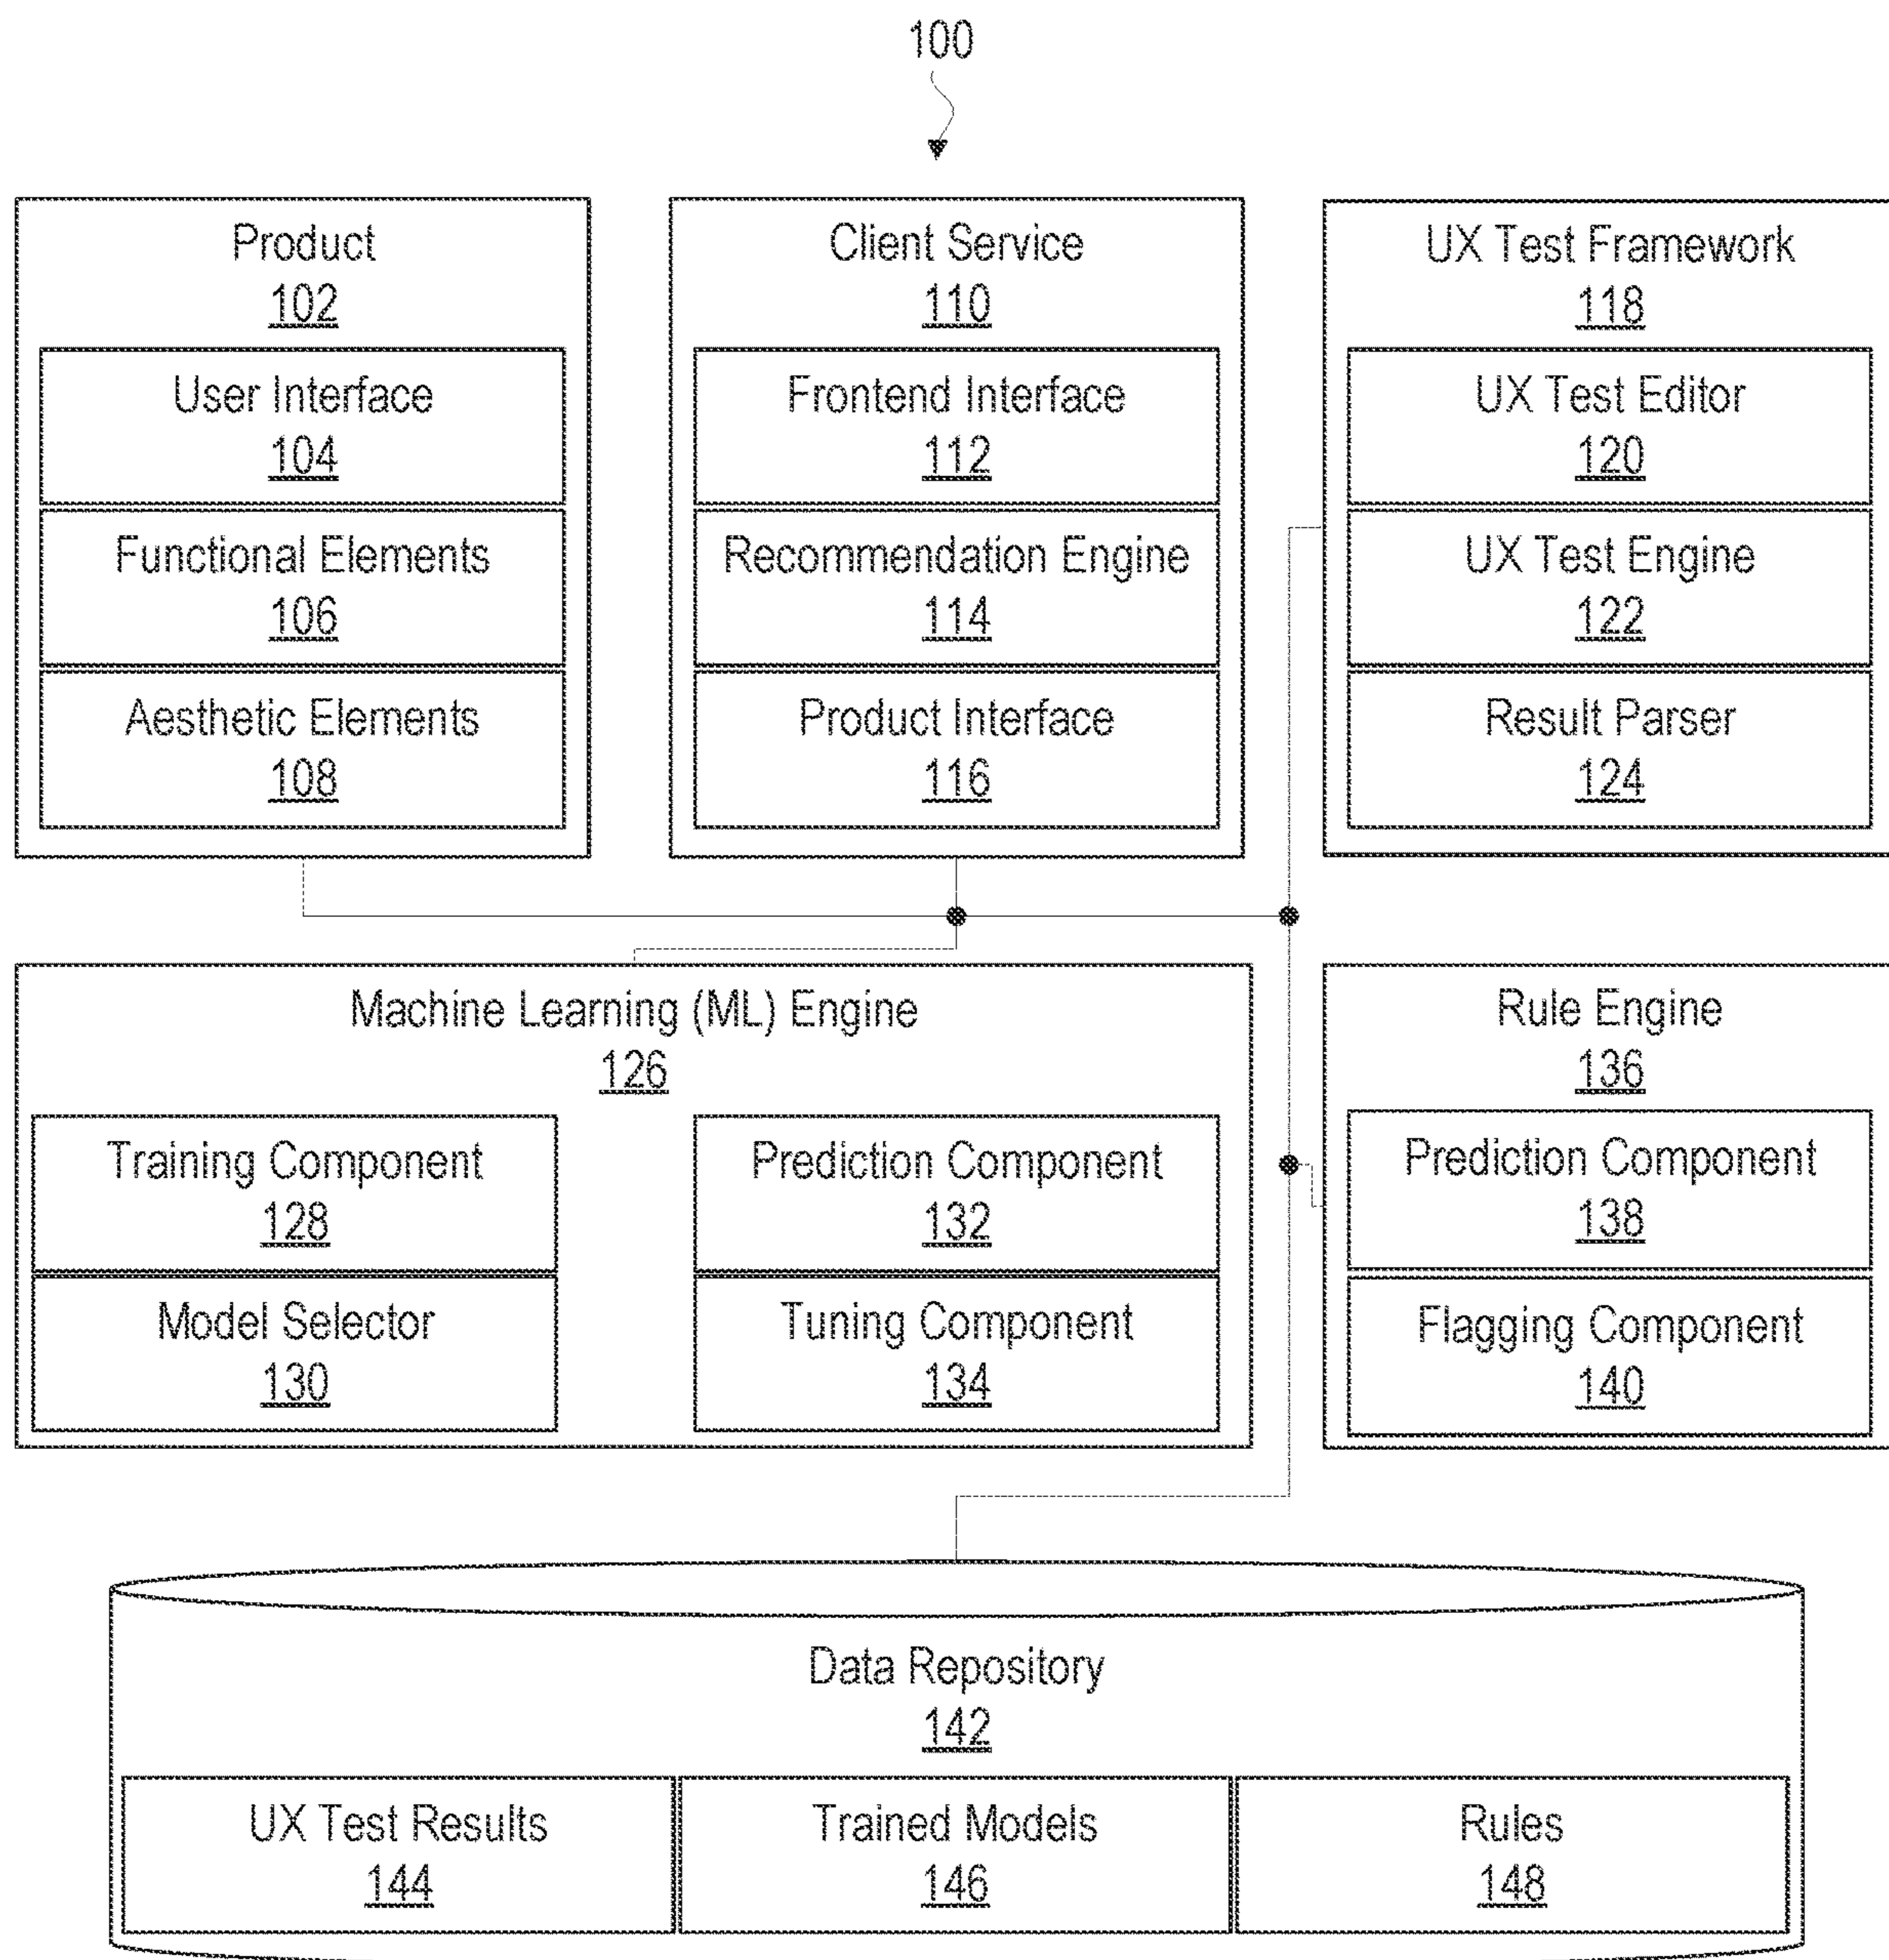 100
Product
102
User Interface
104
Functional Elements
106
Aesthetic Elements
108
Client Service
110
Frontend Interface
112
Recommendation Engine
114
Product Interface
116
UX Test Framework
118
UX Test Editor
120
UX Test Engine
122
Result Parser
124
Machine Learning (ML) Engine
126
Training Component
128
Model Selector
130
Prediction Component
132
Tuning Component
134
Rule Engine
136
Prediction Component
138
Flagging Component
140
Data Repository
142
UX Test Results
144
Trained Models
146
Rules
148